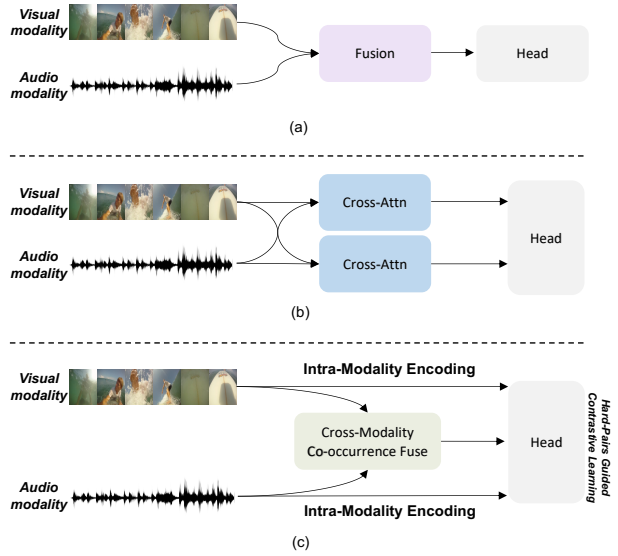 Visual
modality
Audio
modality
Fusion
Head
(a)
Visual
modality
Audio
modality
Cross-Attn
Cross-Attn
Head
(b)
Visual
modality
Audio
modality
Intra-Modality Encoding
Cross-Modality
Co-occurrence Fuse
Intra-Modality Encoding
Head
Hard-Pairs Guided
Contrastive Learning
(c)